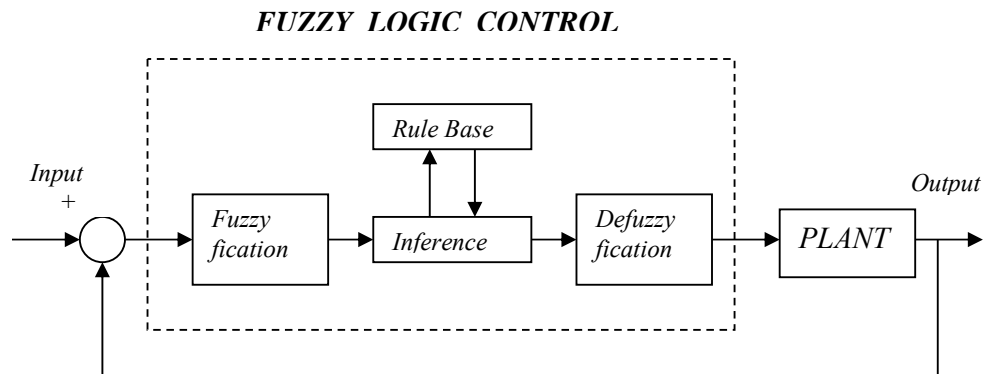 FUZZY LOGIC CONTROL
Rule Base
Input
+
Output
Fuzzy
fication
Inference
Defuzzy
fication
PLANT